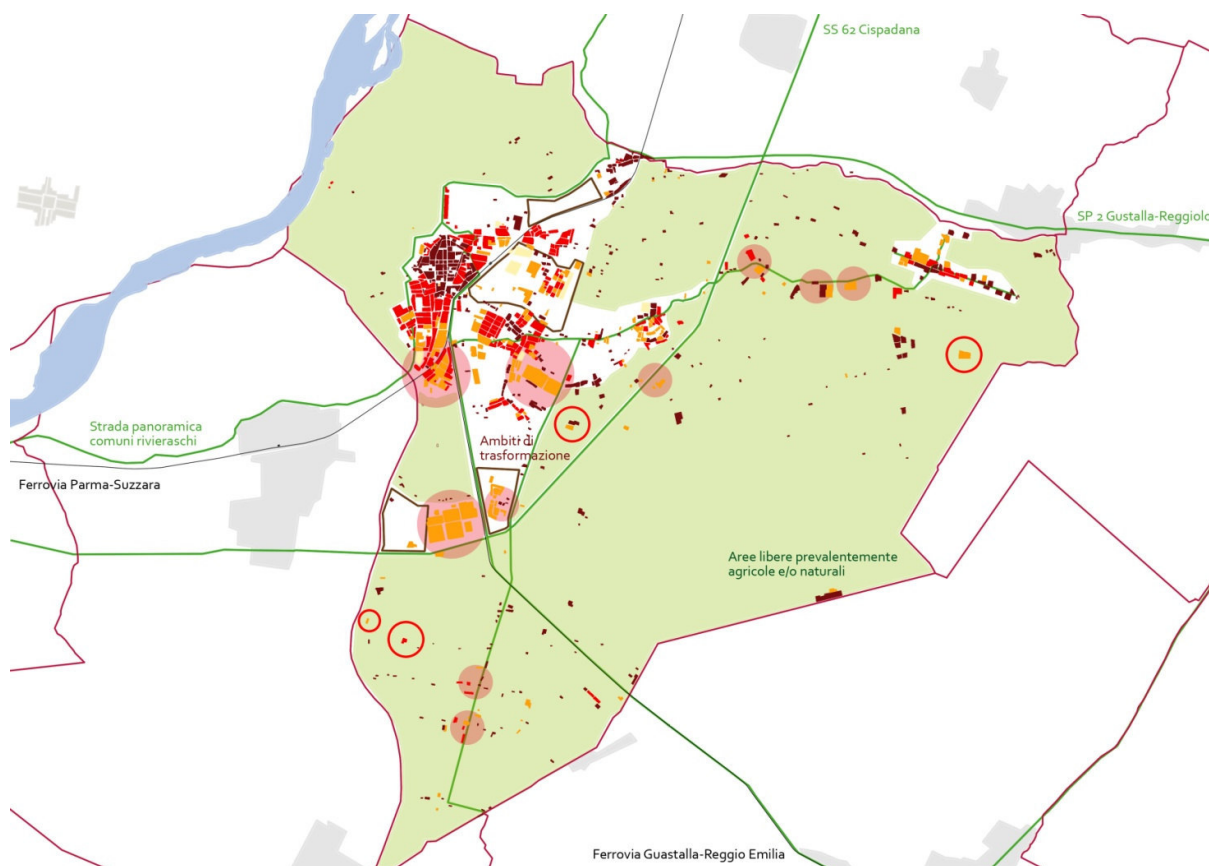 SS 62 Cispadana
SP 2 Gustalla-Reggiolo
Strada panoramica
comuni rivieraschi
Ferrovia Parma-Suzzara
Ambiti di
trasformazione
Aree libere prevalentemente
agricole e/o naturali
Ferrovia Guastalla-Reggio Emilia